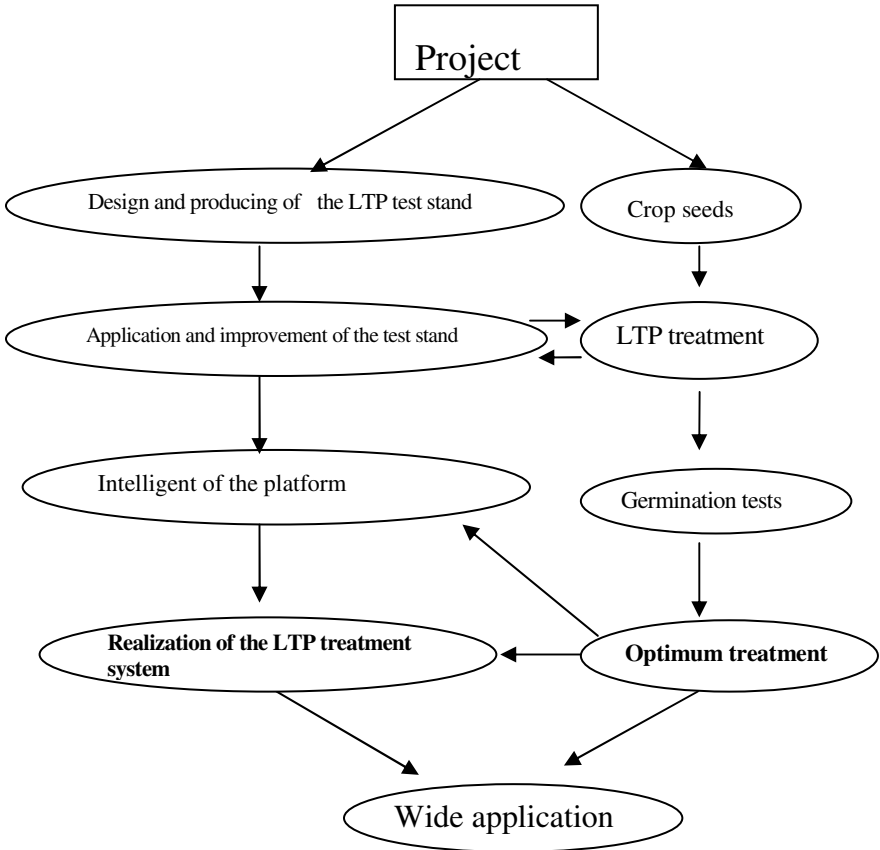 Project
Design and producing of the LTP test stand
Crop seeds
Application and improvement of the test stand
LTP treatment
Intelligent of the platform
Germination tests
Realization of the LTP treatment
system
Optimum treatment
Wide application